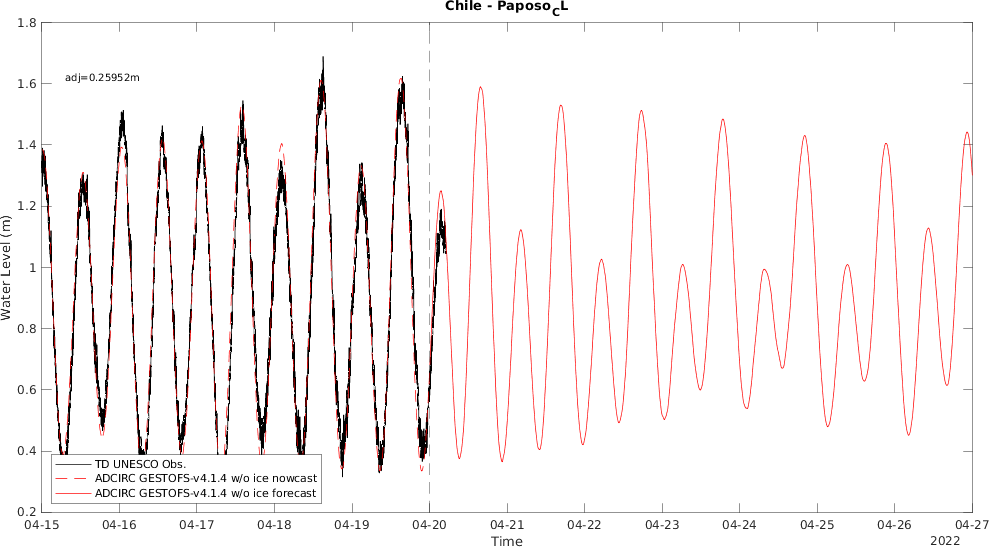 Chile - Paposo_CL
adj=0.25952m
Water Level (m)
1.8
1.6
1.4
1.2
1
0.8
0.6
0.4
0.2
TD UNESCO Obs.
ADCIRC GESTOFS-v4.1.4 w/o ice nowcast
ADCIRC GESTOFS-v4.1.4 w/o ice forecast
04-15 04-16 04-17 04-18 04-19 04-20 04-21 04-22 04-23 04-24 04-25 04-26 04-27
Time
2022